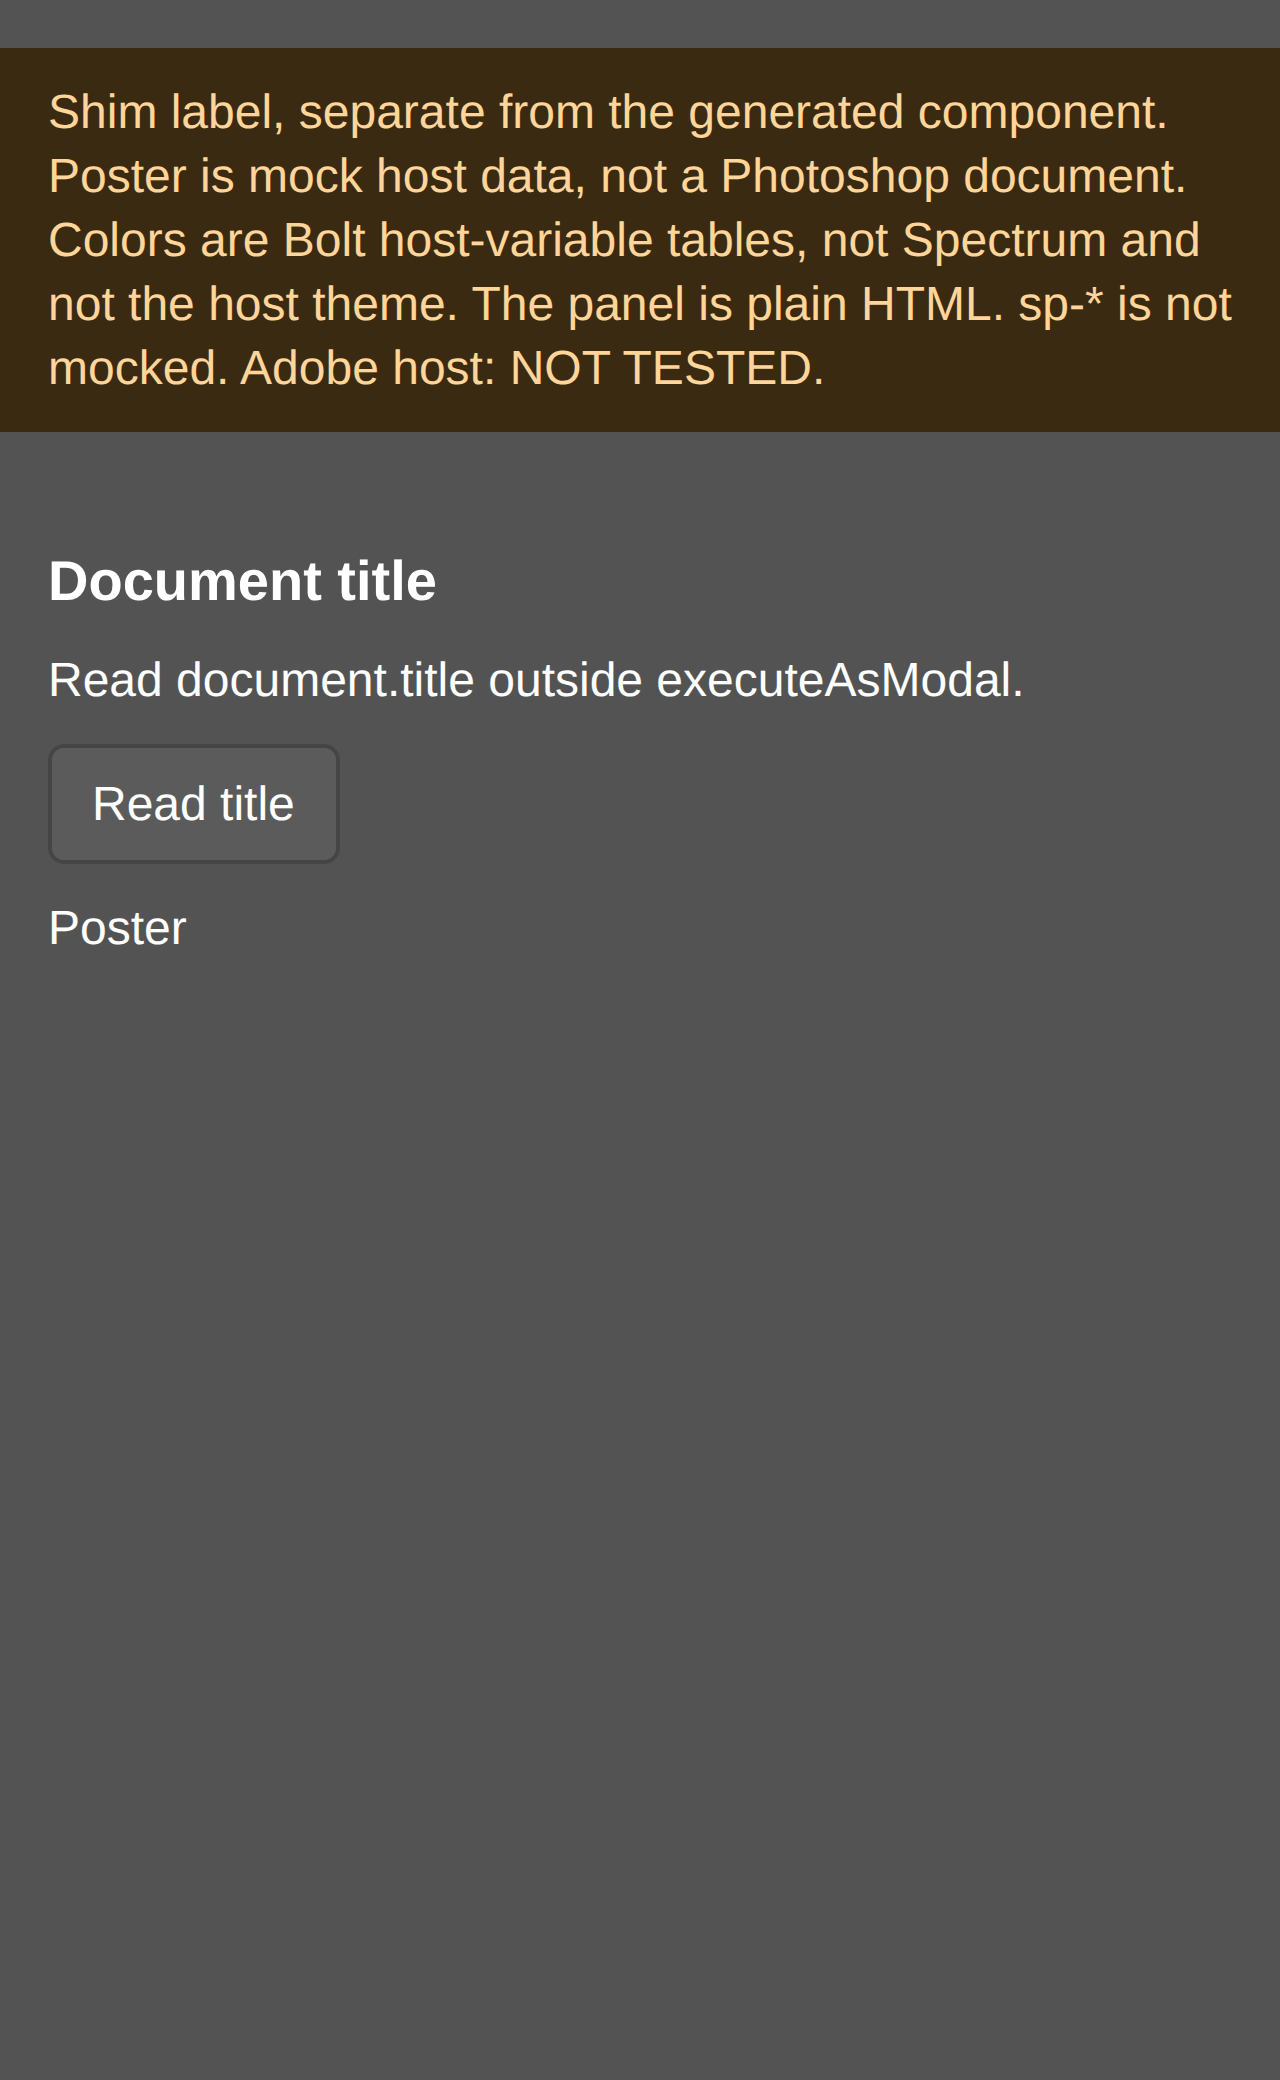 Shim label, separate from the generated component.
Poster is mock host data, not a Photoshop document.
Colors are Bolt host-variable tables, not Spectrum and
not the host theme. The panel is plain HTML. sp-* is not
mocked. Adobe host: NOT TESTED.
Document title
Read document.title outside executeAsModal.
Read title
Poster